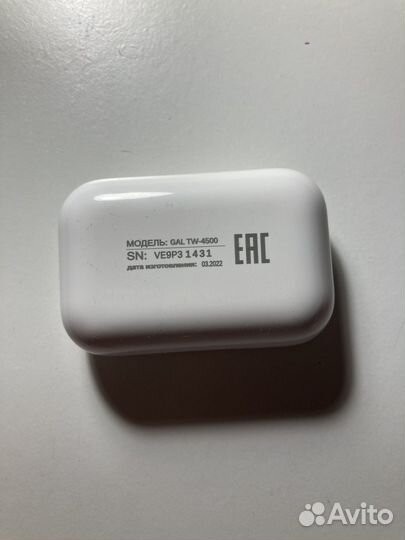 МОДЕЛЬ: GAL TW-4500
SN: VE9P3 1431
дата изготовления: 03.2022
EAC
Avito